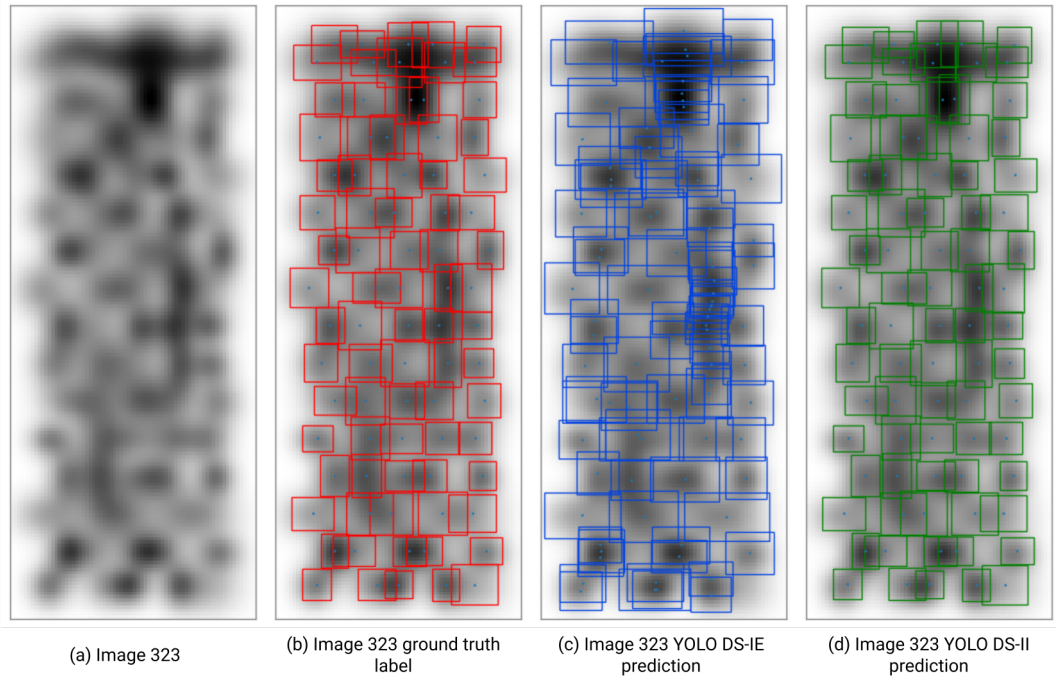 (a) Image 323
(b) Image 323 ground truth
label
(c) Image 323 YOLO DS-IE
prediction
(d) Image 323 YOLO DS-II
prediction